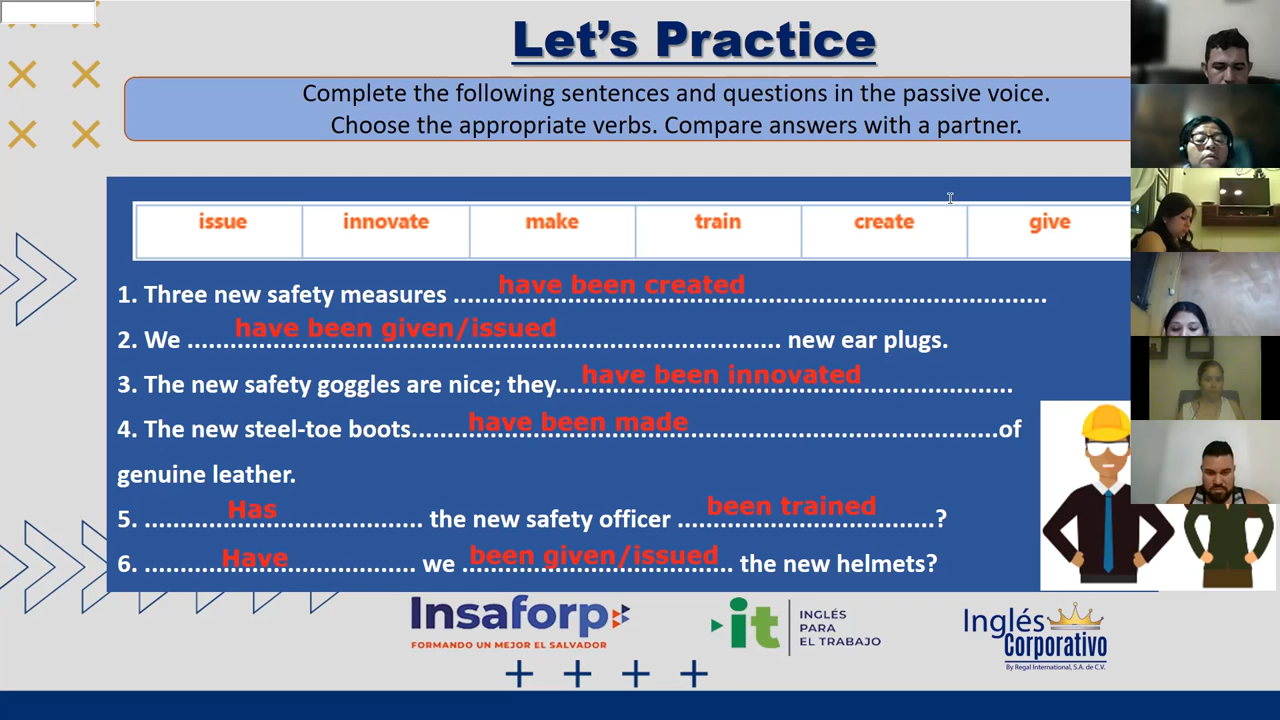 Let's Practice
Complete the following sentences and questions in the passive voice.
Choose the appropriate verbs. Compare answers with a partner.
issue innovate make train create give
1. Three new safety measures ........have been created........
2. We ........have been given/issued........ new ear plugs.
3. The new safety goggles are nice; they........have been innovated........
4. The new steel-toe boots........have been made........of
genuine leather.
5. ........Has........ the new safety officer ........been trained........?
6. ........Have........ we ........been given/issued........ the new helmets?
Insaforp
FORMANDO UN MEJOR EL SALVADOR
it INGLÉS
PARA
EL TRABAJO
Inglés
Corporativo
By Regal International, S.A. de C.V.